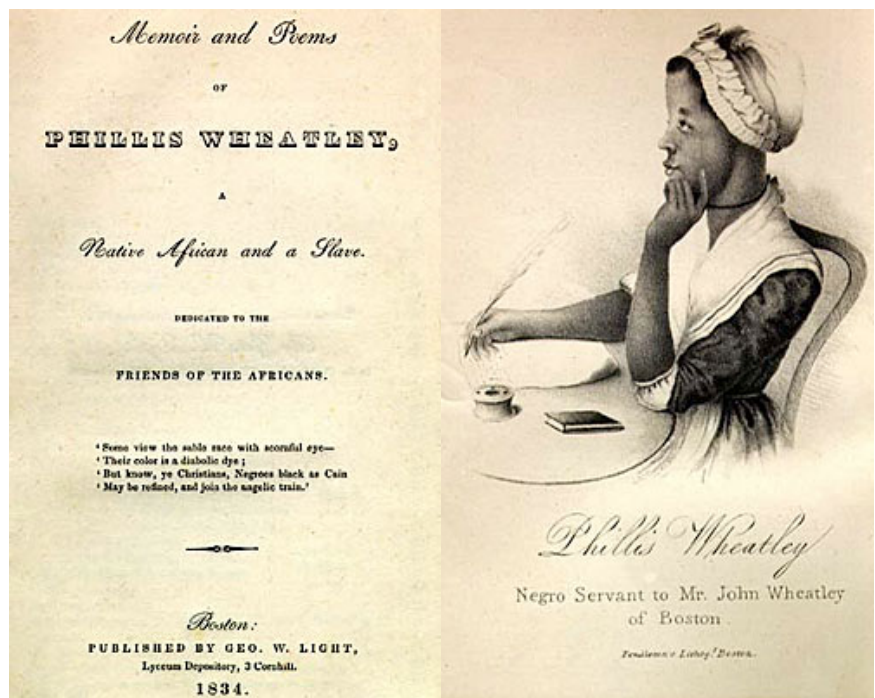 Memoir and Poems
OF
PHILLIS WHEATLEY,
A
Native African and a Slave.
DEDICATED TO THE
FRIENDS OF THE AFRICANS.
‘ Some view the sable race with scornful eye—
‘ Their color is a diabolic dye ;
‘ But know, ye Christians, Negroes black as Cain
‘ May be refined, and join the angelic train.’
Boston:
PUBLISHED BY GEO. W. LIGHT,
Lyceum Depository, 3 Cornhill.
1834.
Phillis Wheatley
Negro Servant to Mr. John Wheatley
of Boston.
Pendleton's Lithog.y Boston.